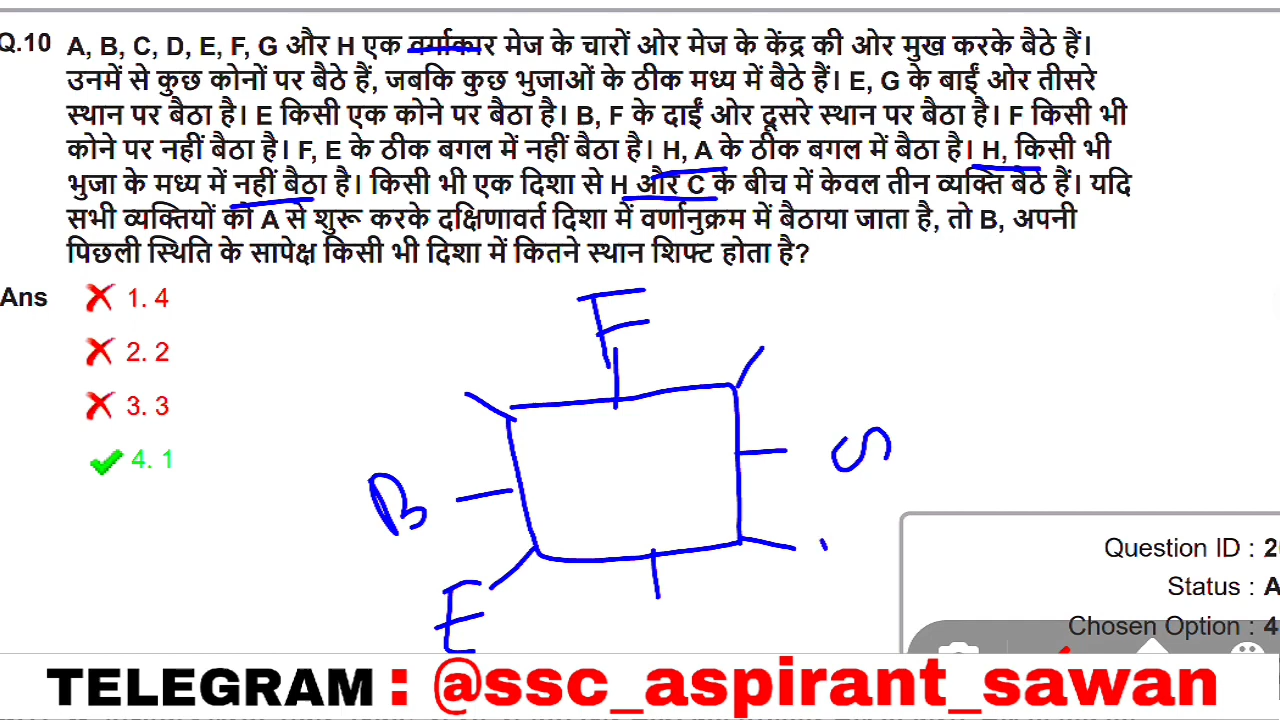 Q.10 A, B, C, D, E, F, G और H एक वर्गाकार मेज के चारों ओर मेज के केंद्र की ओर मुख करके बैठे हैं।
उनमें से कुछ कोनों पर बैठे हैं, जबकि कुछ भुजाओं के ठीक मध्य में बैठे हैं। E, G के बाईं ओर तीसरे
स्थान पर बैठा है। E किसी एक कोने पर बैठा है। B, F के दाईं ओर दूसरे स्थान पर बैठा है। F किसी भी
कोने पर नहीं बैठा है। F, E के ठीक बगल में नहीं बैठा है। H, A के ठीक बगल में बैठा है। H, किसी भी
भुजा के मध्य में नहीं बैठा है। किसी भी एक दिशा से H और C के बीच में केवल तीन व्यक्ति बैठे हैं। यदि
सभी व्यक्तियों को A से शुरू करके दक्षिणावर्त दिशा में वर्णानुक्रम में बैठाया जाता है, तो B, अपनी
पिछली स्थिति के सापेक्ष किसी भी दिशा में कितने स्थान शिफ्ट होता है?
Ans 1. 4
2. 2
3. 3
4. 1
F
B
E
Question ID : 2
Status : A
Chosen Option : 4
TELEGRAM : @ssc_aspirant_sawan